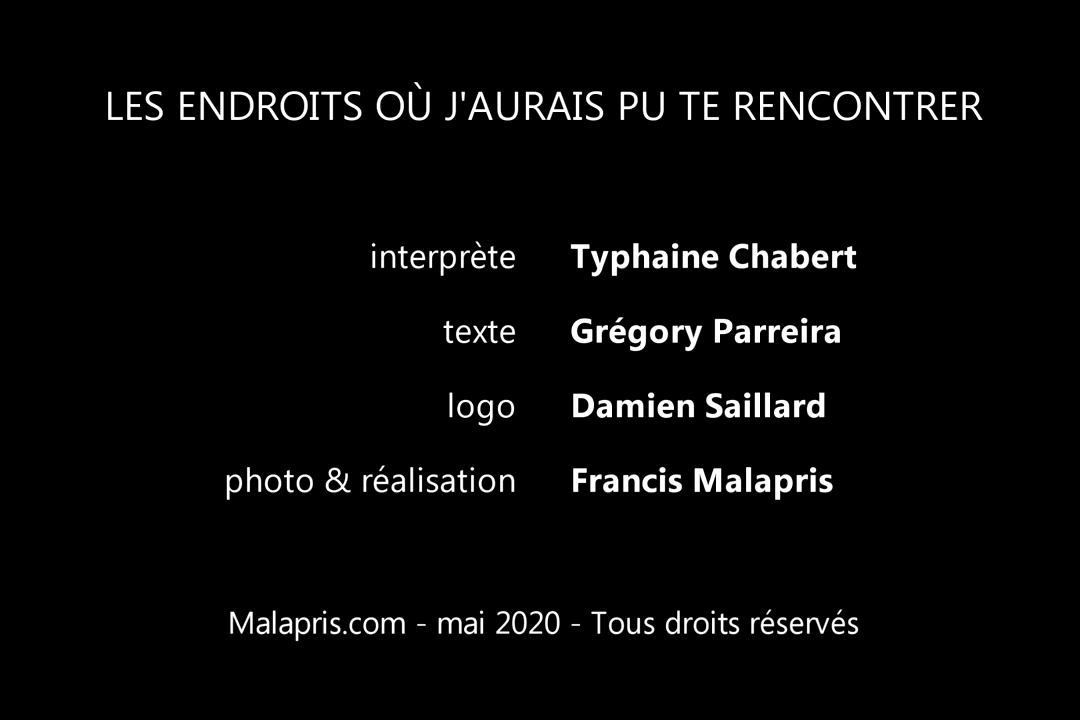 LES ENDROITS OÙ J'AURAIS PU TE RENCONTRER
interprète Typhaine Chabert
texte Grégory Parreira
logo Damien Saillard
photo & réalisation Francis Malapris
Malapris.com - mai 2020 - Tous droits réservés